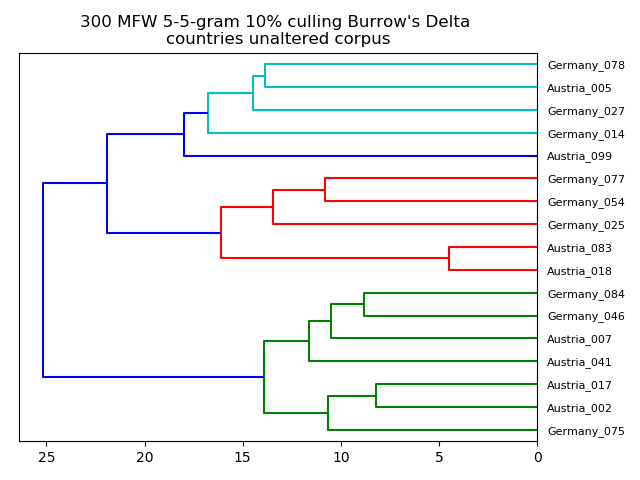 300 MFW 5-5-gram 10% culling Burrow's Delta
countries unaltered corpus
Germany_078
Austria_005
Germany_027
Germany_014
Austria_099
Germany_077
Germany_054
Germany_025
Austria_083
Austria_018
Germany_084
Germany_046
Austria_007
Austria_041
Austria_017
Austria_002
Germany_075
25 20 15 10 5 0